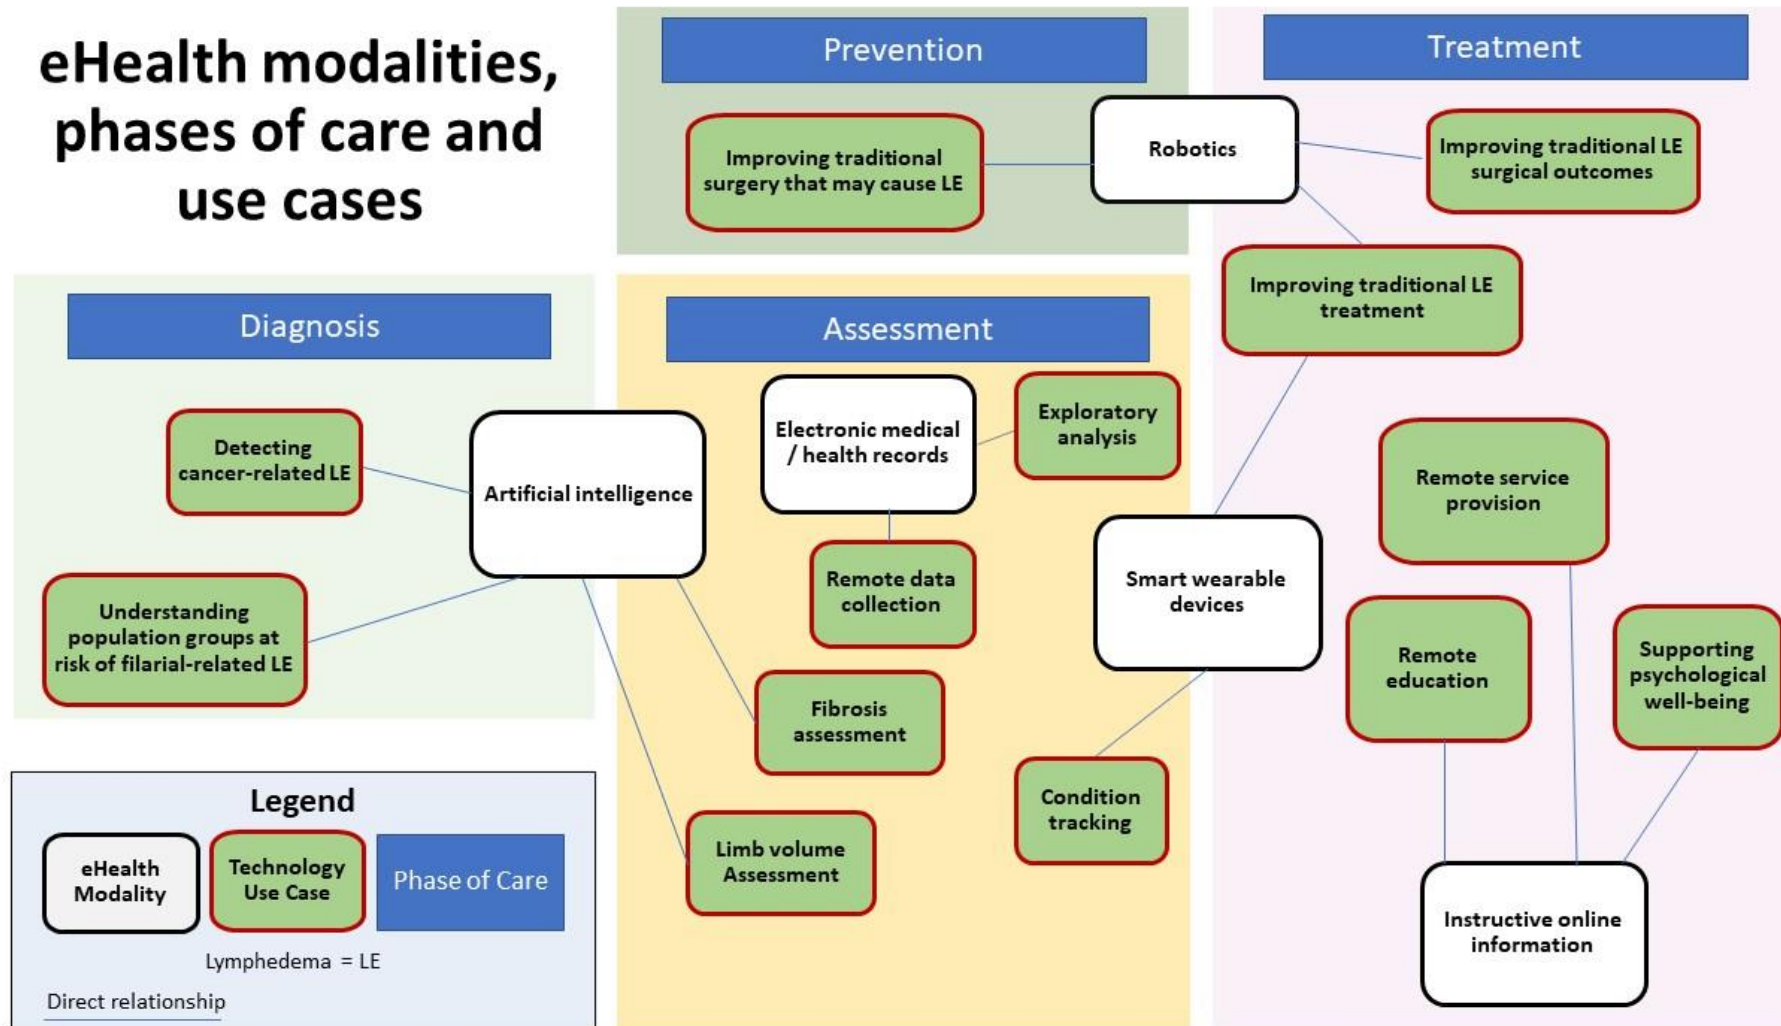 eHealth modalities,
phases of care and
use cases
Prevention
Improving traditional
surgery that may cause LE
Robotics
Treatment
Improving traditional LE
surgical outcomes
Improving traditional LE
treatment
Diagnosis
Detecting
cancer-related LE
Understanding
population groups at
risk of filarial-related LE
Artificial intelligence
Assessment
Electronic medical
/ health records
Exploratory
analysis
Remote data
collection
Fibrosis
assessment
Limb volume
Assessment
Condition
tracking
Smart wearable
devices
Remote service
provision
Remote
education
Supporting
psychological
well-being
Instructive online
information
Legend
eHealth
Modality
Technology
Use Case
Phase of Care
Lymphedema = LE
Direct relationship